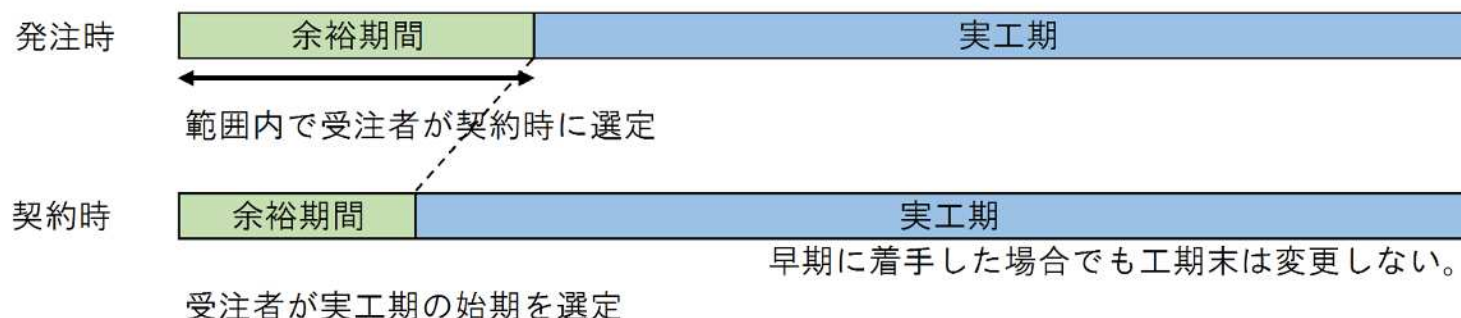 発注時 余裕期間 実工期
範囲内で受注者が契約時に選定
契約時 余裕期間 実工期
早期に着手した場合でも工期末は変更しない。
受注者が実工期の始期を選定